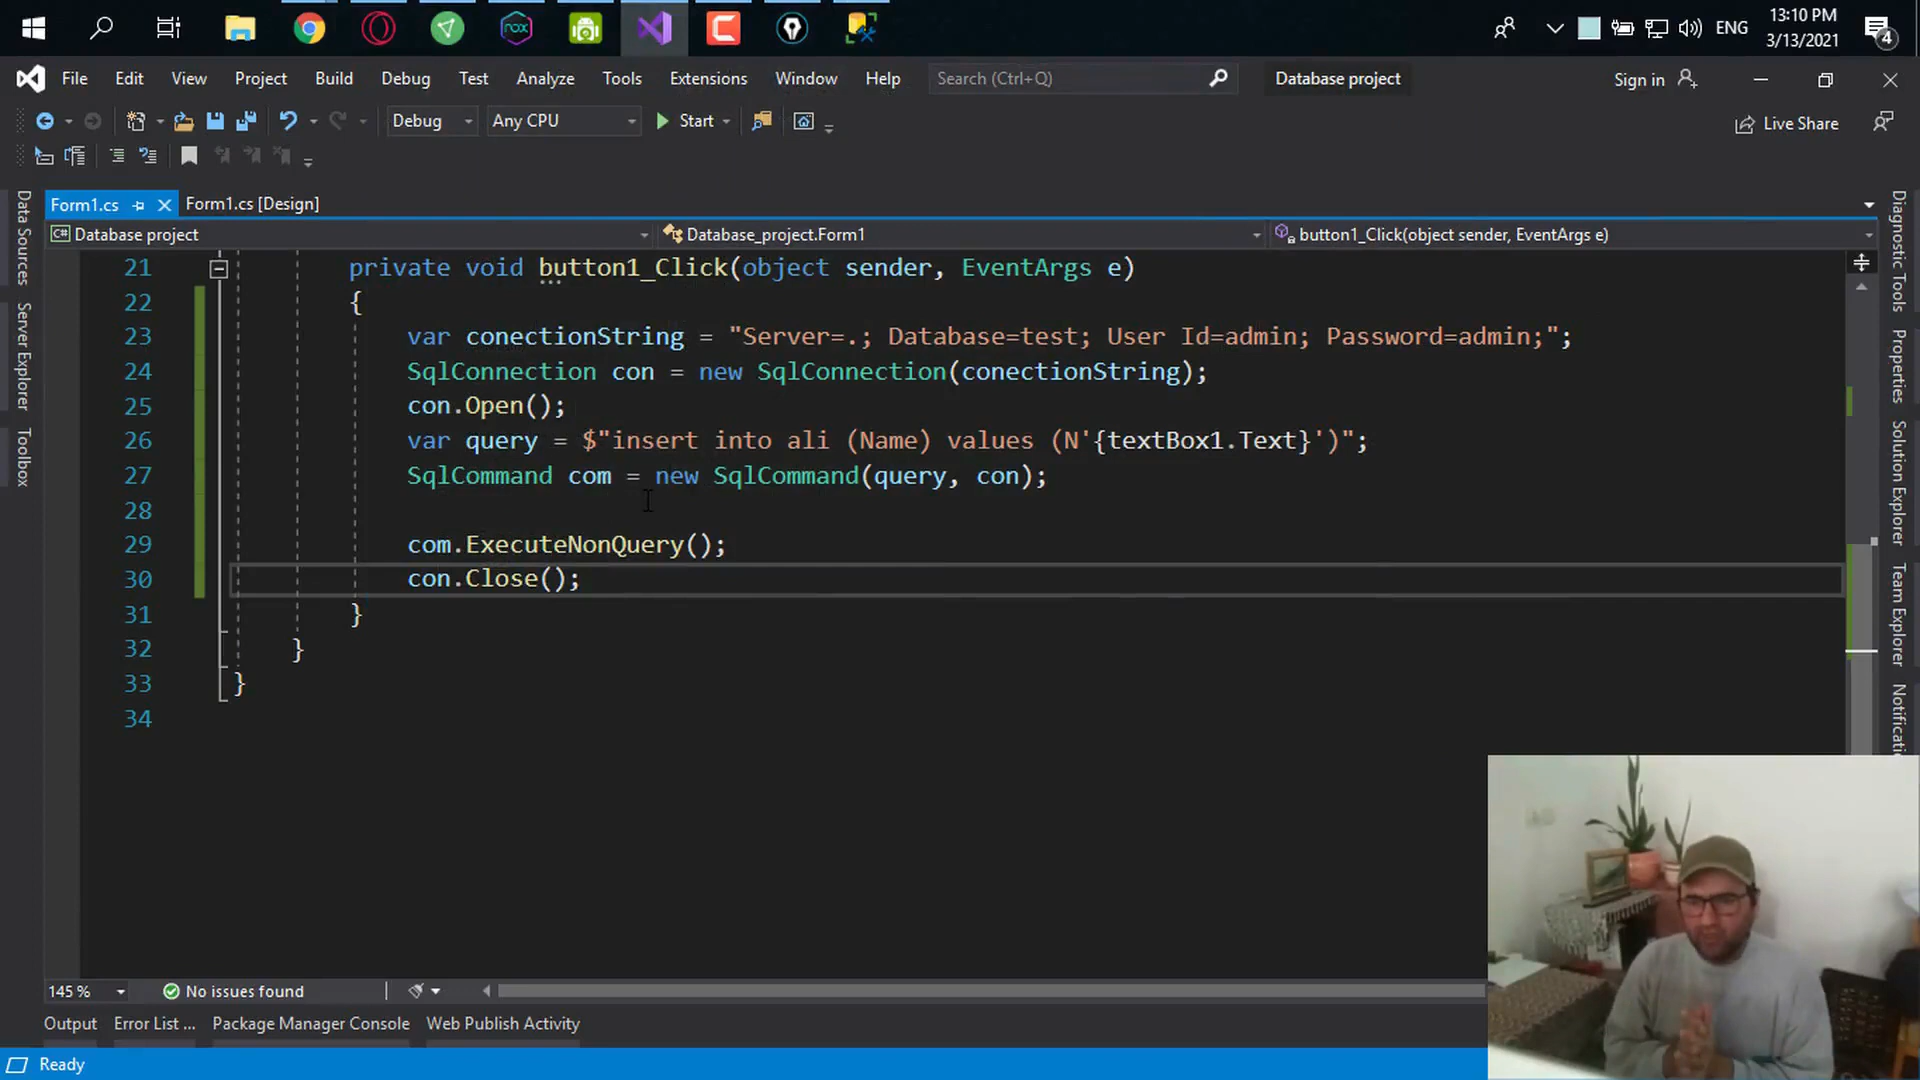 nox
ENG
13:10 PM
3/13/2021
4
File Edit View Project Build Debug Test Analyze Tools Extensions Window Help Search (Ctrl+Q) Database project Sign in
Debug Any CPU Start Live Share
Form1.cs Form1.cs [Design]
C# Database project Database_project.Form1 button1_Click(object sender, EventArgs e)
Data Sources
Server Explorer
Toolbox
21 private void button1_Click(object sender, EventArgs e)
22 {
23 var conectionString = "Server=.; Database=test; User Id=admin; Password=admin;";
24 SqlConnection con = new SqlConnection(conectionString);
25 con.Open();
26 var query = $"insert into ali (Name) values (N'{textBox1.Text}')";
27 SqlCommand com = new SqlCommand(query, con);
28
29 com.ExecuteNonQuery();
30 con.Close();
31 }
32 }
33 }
34
Diagnostic Tools
Properties
Solution Explorer
Team Explorer
145 % No issues found
Output Error List ... Package Manager Console Web Publish Activity
Ready